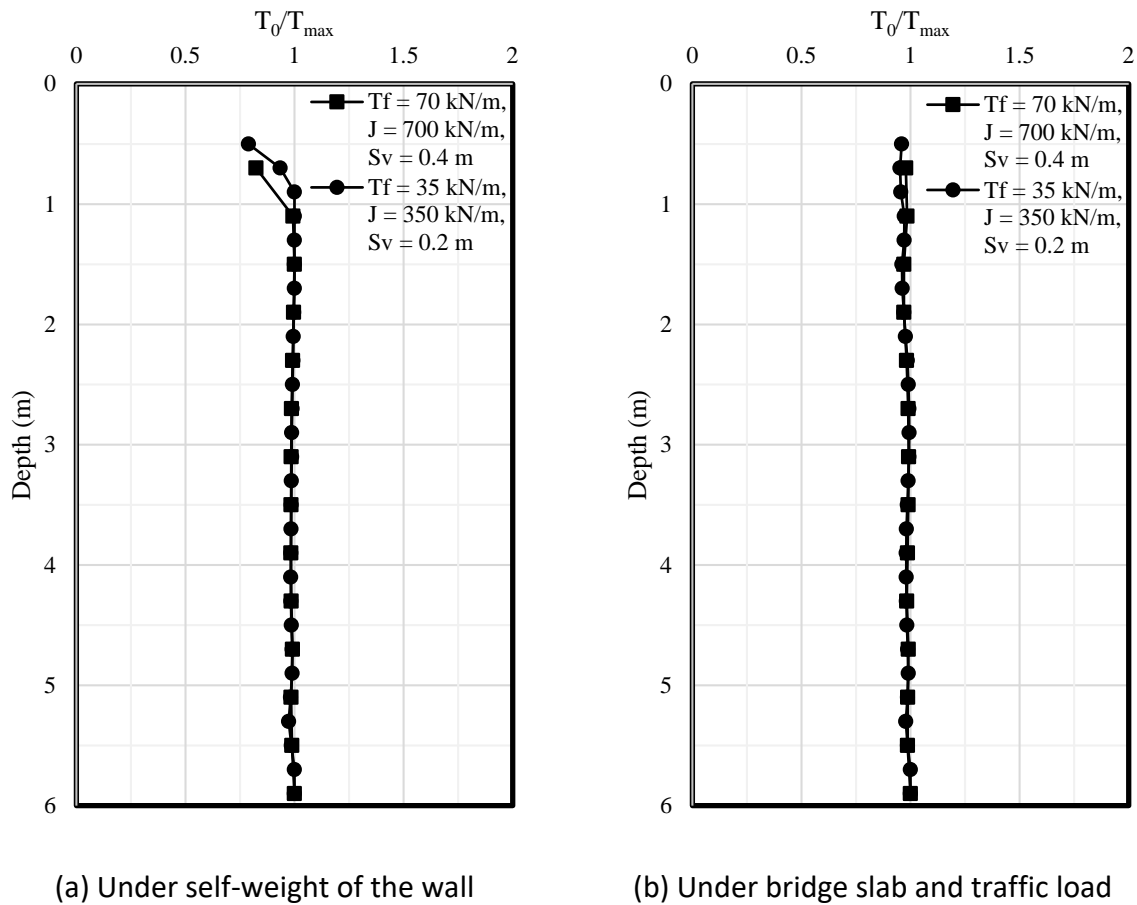 T₀/Tₘₐₓ
0 0.5 1 1.5 2
0
1
2
3
4
5
6
Depth (m)
Tf = 70 kN/m,
J = 700 kN/m,
Sv = 0.4 m
Tf = 35 kN/m,
J = 350 kN/m,
Sv = 0.2 m
(a) Under self-weight of the wall
T₀/Tₘₐₓ
0 0.5 1 1.5 2
0
1
2
3
4
5
6
Depth (m)
Tf = 70 kN/m,
J = 700 kN/m,
Sv = 0.4 m
Tf = 35 kN/m,
J = 350 kN/m,
Sv = 0.2 m
(b) Under bridge slab and traffic load